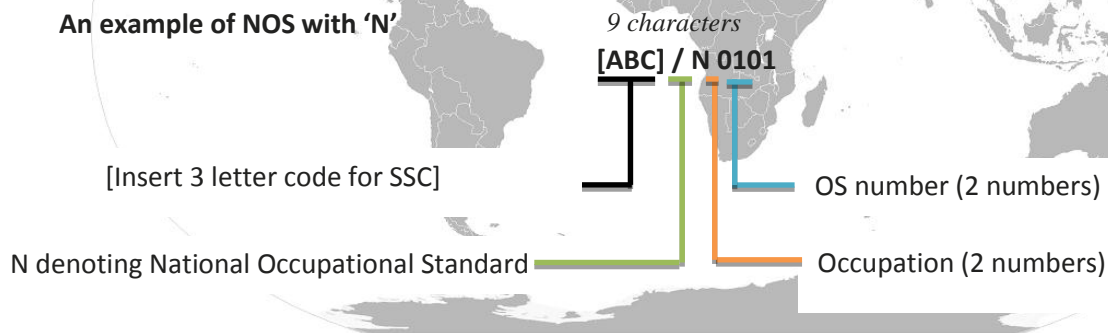 An example of NOS with ‘N’
9 characters
[ABC] / N 0101
[Insert 3 letter code for SSC]
OS number (2 numbers)
N denoting National Occupational Standard
Occupation (2 numbers)